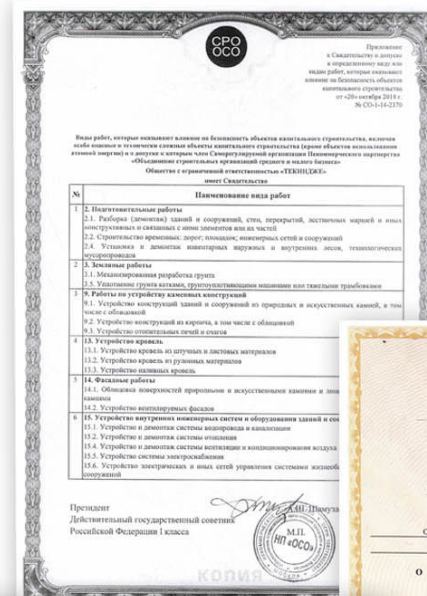 СРО
ОСО
Приложение
к Свидетельству о допуске
к определенному виду или
видам работ, которые оказывают
влияние на безопасность объектов
капитального строительства
от «20» октября 2014 г.
Виды работ, которые оказывают влияние на безопасность объектов капитального строительства, включая
особо опасные и технически сложные объекты капитального строительства (кроме объектов использования
атомной энергии) и о допуске к которым член Саморегулируемой организации Некоммерческого партнерства
«Объединение строительных организаций среднего и малого бизнеса»
Общество с ограниченной ответственностью «ТЕКИНДЖЕ»
имеет Свидетельство
№ Наименование вида работ
1 2. Подготовительные работы
2.1. Разборка (демонтаж) зданий и сооружений, стен, перекрытий, лестничных маршей и иных
конструктивных и связанных с ними элементов или их частей
2.2. Строительство временных: дорог; площадок; инженерных сетей и сооружений
2.4. Установка и демонтаж инвентарных наружных и внутренних лесов, технологических
мусоропроводов
2 3. Земляные работы
3.1. Механизированная разработка грунта
3.5. Уплотнение грунта катками, грунтоуплотняющими машинами или тяжелыми трамбовками
3 9. Работы по устройству каменных конструкций
9.1. Устройство конструкций зданий и сооружений из природных и искусственных камней, в том
числе с облицовкой
9.2. Устройство конструкций из кирпича, в том числе с облицовкой
9.3. Устройство отопительных печей и очагов
4 13. Устройство кровель
13.1. Устройство кровель из штучных и листовых материалов
13.2. Устройство кровель из рулонных материалов
13.3. Устройство наливных кровель
5 14. Фасадные работы
14.1. Облицовка поверхностей природными и искусственными камнями и
камнями
14.2. Устройство вентилируемых фасадов
6 15. Устройство внутренних инженерных систем и оборудования зданий и
15.1. Устройство и демонтаж системы водопровода и канализации
15.2. Устройство и демонтаж системы отопления
15.4. Устройство и демонтаж системы вентиляции и кондиционирования воздуха
15.5. Устройство системы электроснабжения
15.6. Устройство электрических и иных сетей управления системами
сооружений
Президент
Действительный государственный советник
Российской Федерации 1 класса
М.П.
НП «ОСО»
КОПИЯ
О